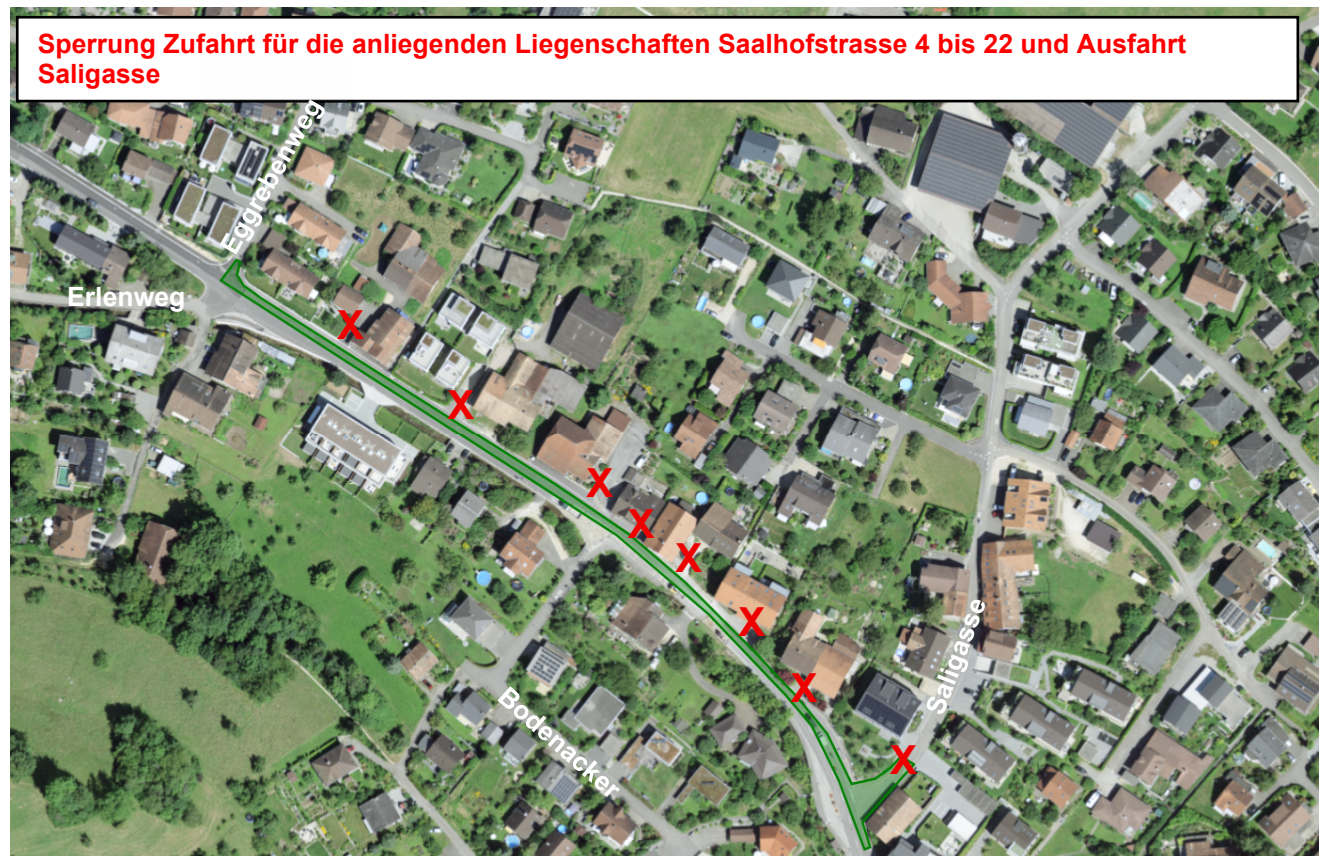 Sperrung Zufahrt für die anliegenden Liegenschaften Saalhofstrasse 4 bis 22 und Ausfahrt
Saligasse
Eggrebenweg
Erlenweg
X
X
X
X
X
X
X
X
Saligasse
Bodenacker